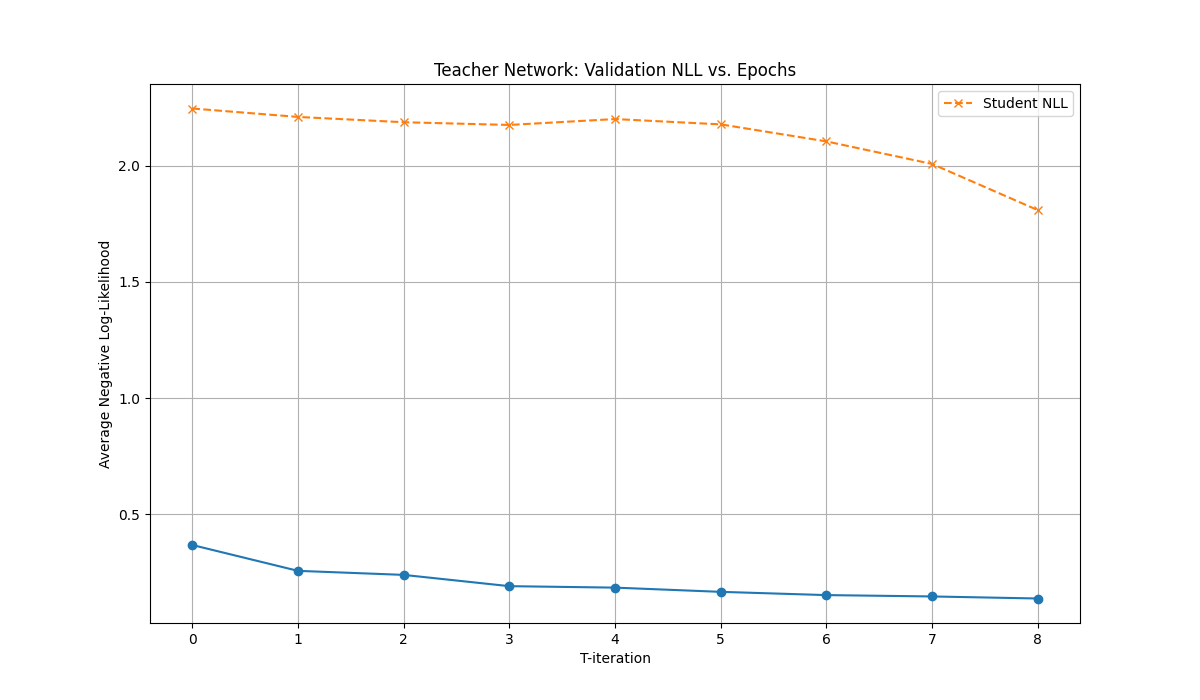 Teacher Network: Validation NLL vs. Epochs
Student NLL
Average Negative Log-Likelihood
2.0
1.5
1.0
0.5
0 1 2 3 4 5 6 7 8
T-iteration